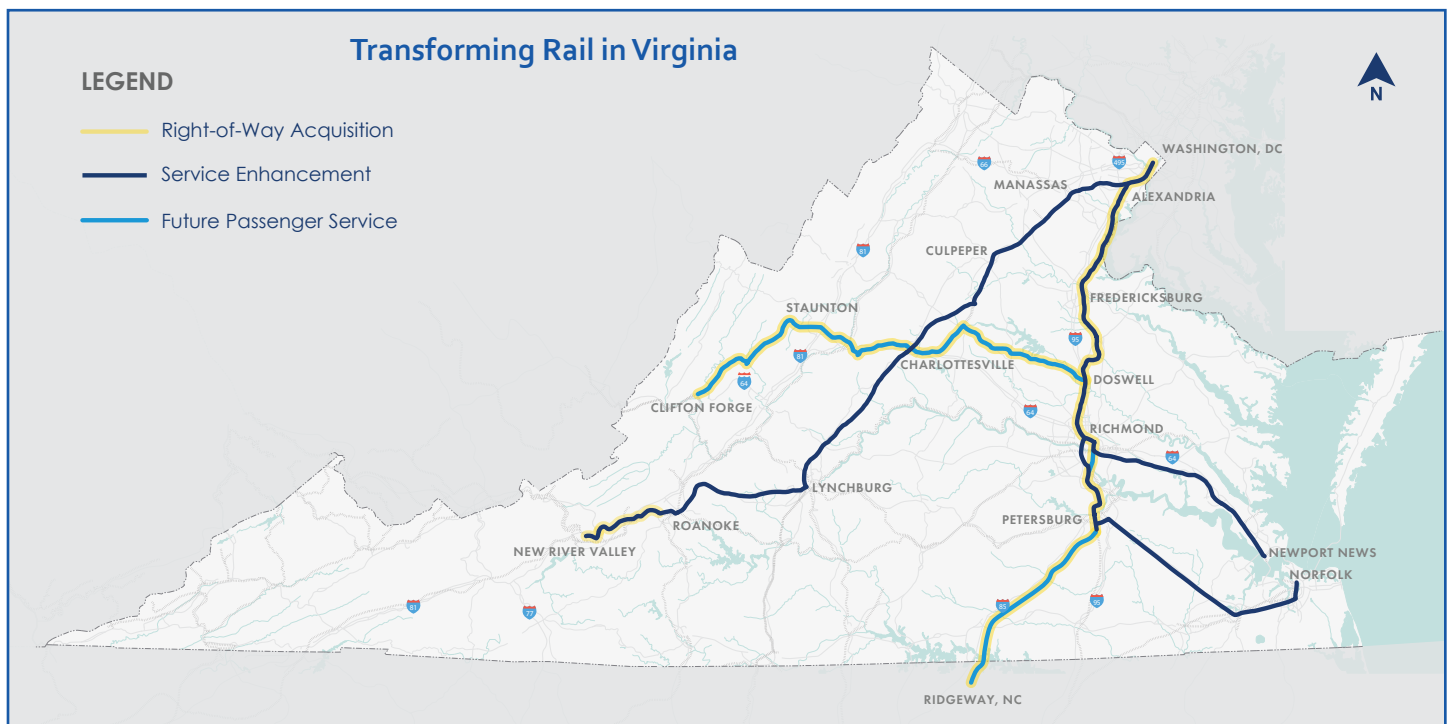 Transforming Rail in Virginia
LEGEND
Right-of-Way Acquisition
Service Enhancement
Future Passenger Service
N
WASHINGTON, DC
66
495
MANASSAS
ALEXANDRIA
81
CULPEPER
FREDERICKSBURG
STAUNTON
95
81
CHARLOTTESVILLE
64
DOSWELL
CLIFTON FORGE
64
RICHMOND
64
LYNCHBURG
ROANOKE
PETERSBURG
NEW RIVER VALLEY
NEWPORT NEWS
NORFOLK
81
77
85
95
RIDGEWAY, NC